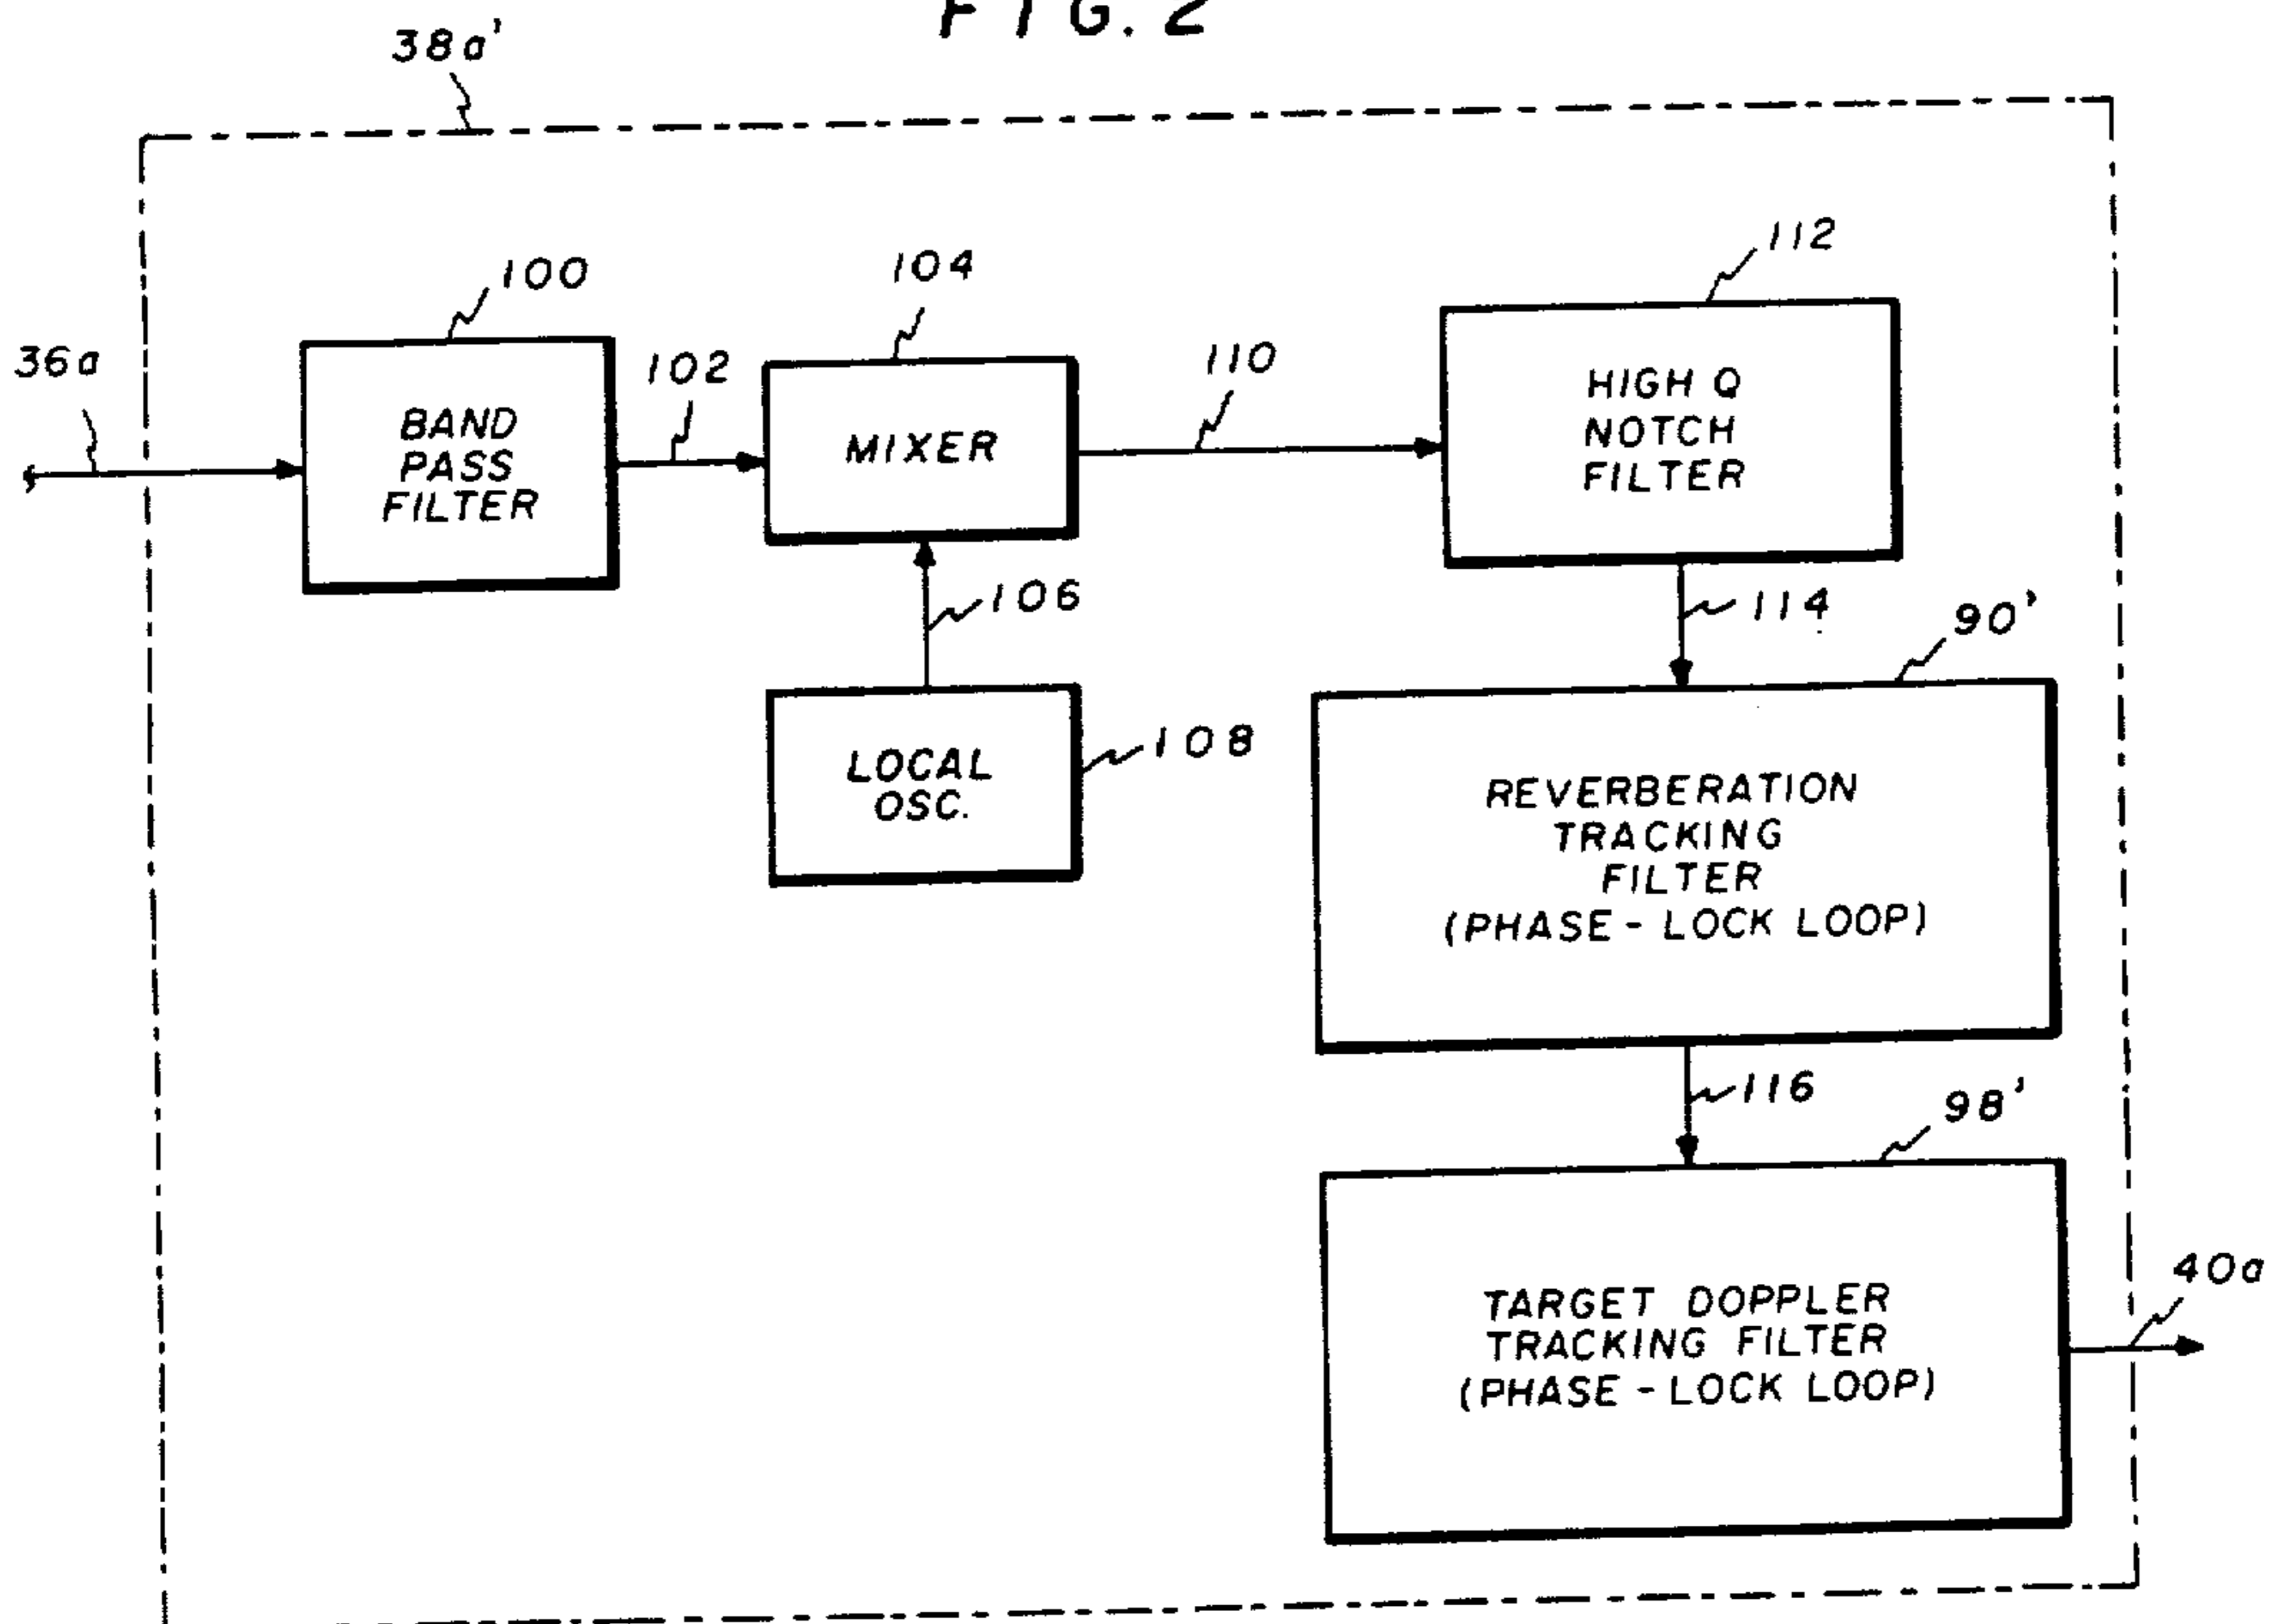 FIG. 2
38a'
36a
100
BAND
PASS
FILTER
102
104
MIXER
106
LOCAL
OSC.
108
110
112
HIGH Q
NOTCH
FILTER
114
90'
REVERBERATION
TRACKING
FILTER
(PHASE - LOCK LOOP)
116
98'
TARGET DOPPLER
TRACKING FILTER
(PHASE - LOCK LOOP)
40a